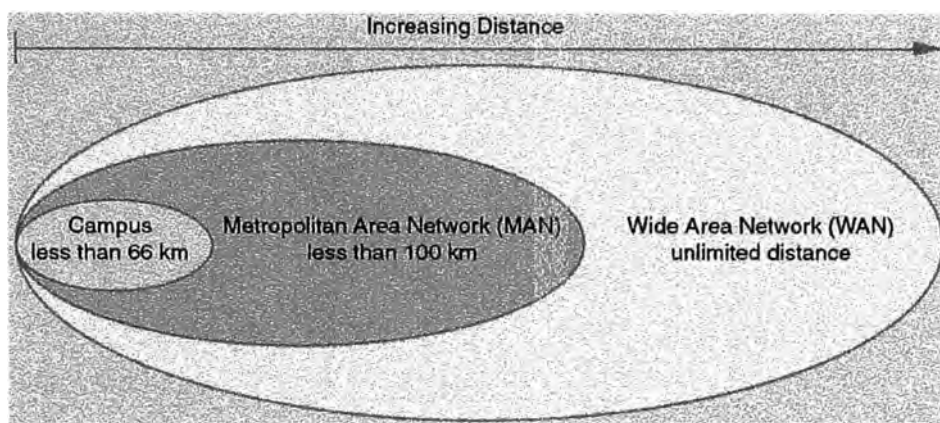 Increasing Distance
Campus
less than 66 km
Metropolitan Area Network (MAN)
less than 100 km
Wide Area Network (WAN)
unlimited distance